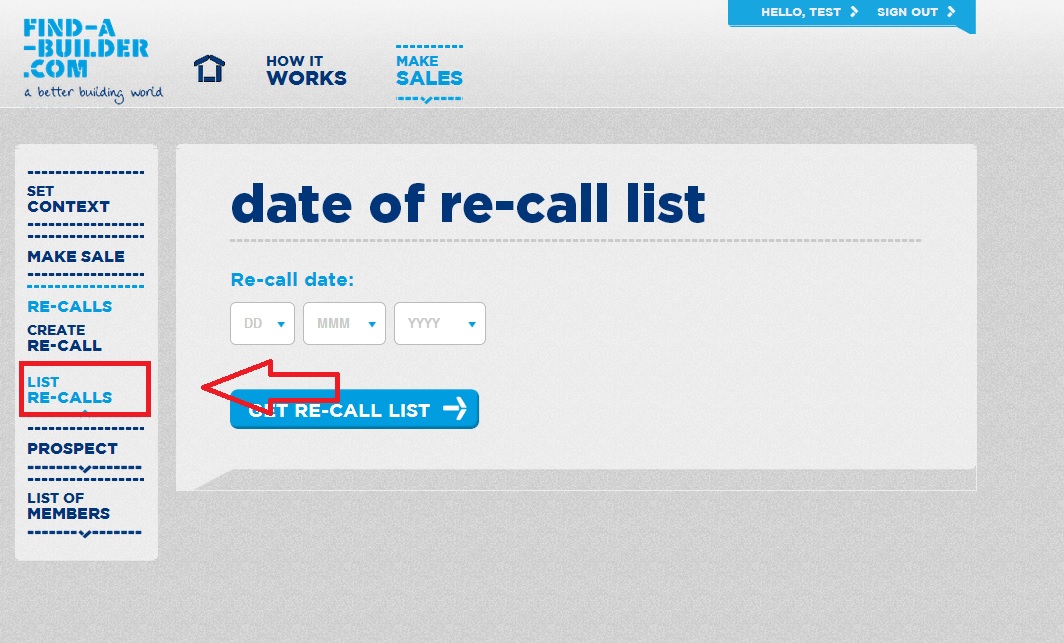 HELLO, TEST
SIGN OUT
FIND-A
-BUILDER
.COM
a better building world
HOW IT
WORKS
MAKE
SALES
SET
CONTEXT
MAKE SALE
RE-CALLS
CREATE
RE-CALL
LIST
RE-CALLS
PROSPECT
LIST OF
MEMBERS
date of re-call list
Re-call date:
DD
MMM
YYYY
GET RE-CALL LIST